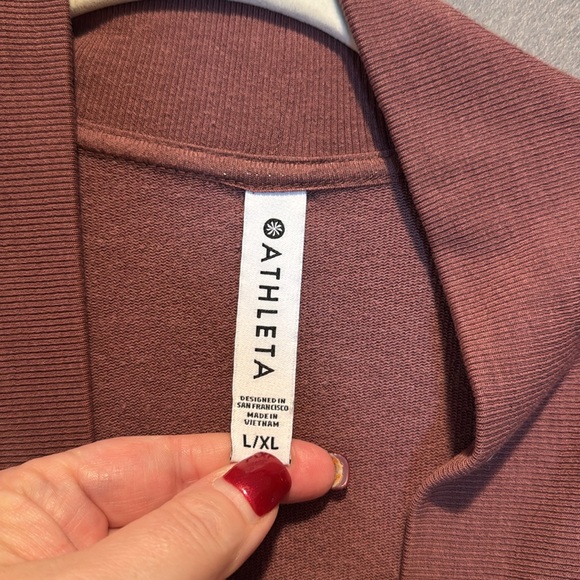 ATHLETA
DESIGNED IN
SAN FRANCISCO
MADE IN
VIETNAM
L/XL